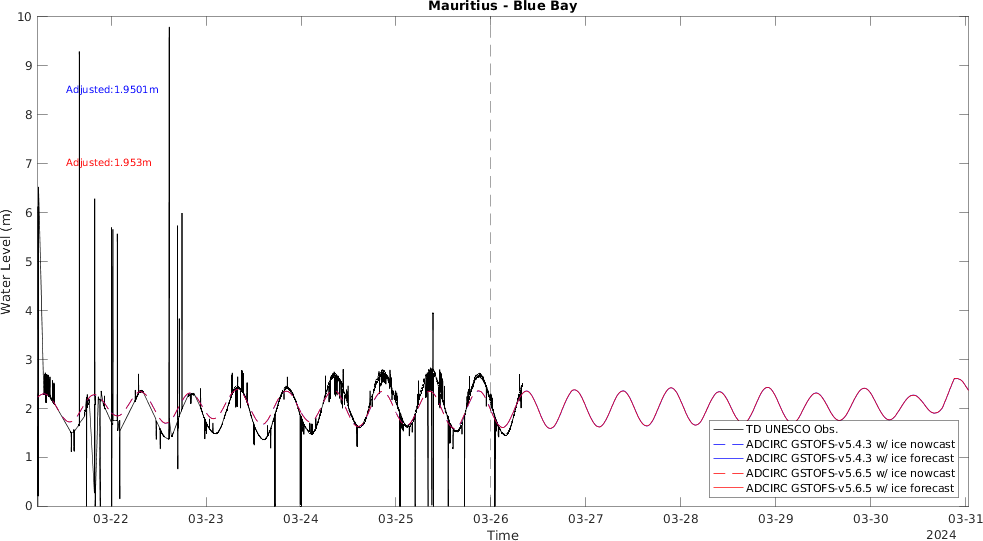 Mauritius - Blue Bay
10
9
8
7
6
5
4
3
2
1
0
Water Level (m)
Adjusted:1.9501m
Adjusted:1.953m
TD UNESCO Obs.
ADCIRC GSTOFS-v5.4.3 w/ ice nowcast
ADCIRC GSTOFS-v5.4.3 w/ ice forecast
ADCIRC GSTOFS-v5.6.5 w/ ice nowcast
ADCIRC GSTOFS-v5.6.5 w/ ice forecast
03-22 03-23 03-24 03-25 03-26 03-27 03-28 03-29 03-30 03-31
Time
2024